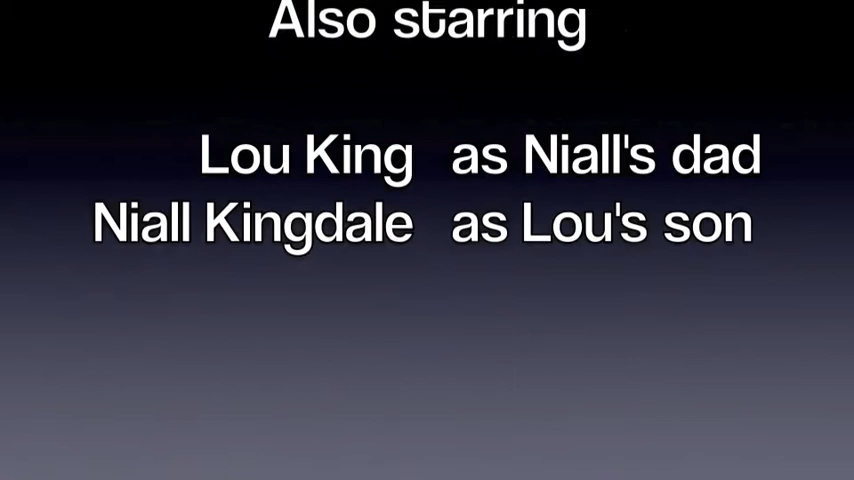 Also starring
Lou King as Niall's dad
Niall Kingdale as Lou's son